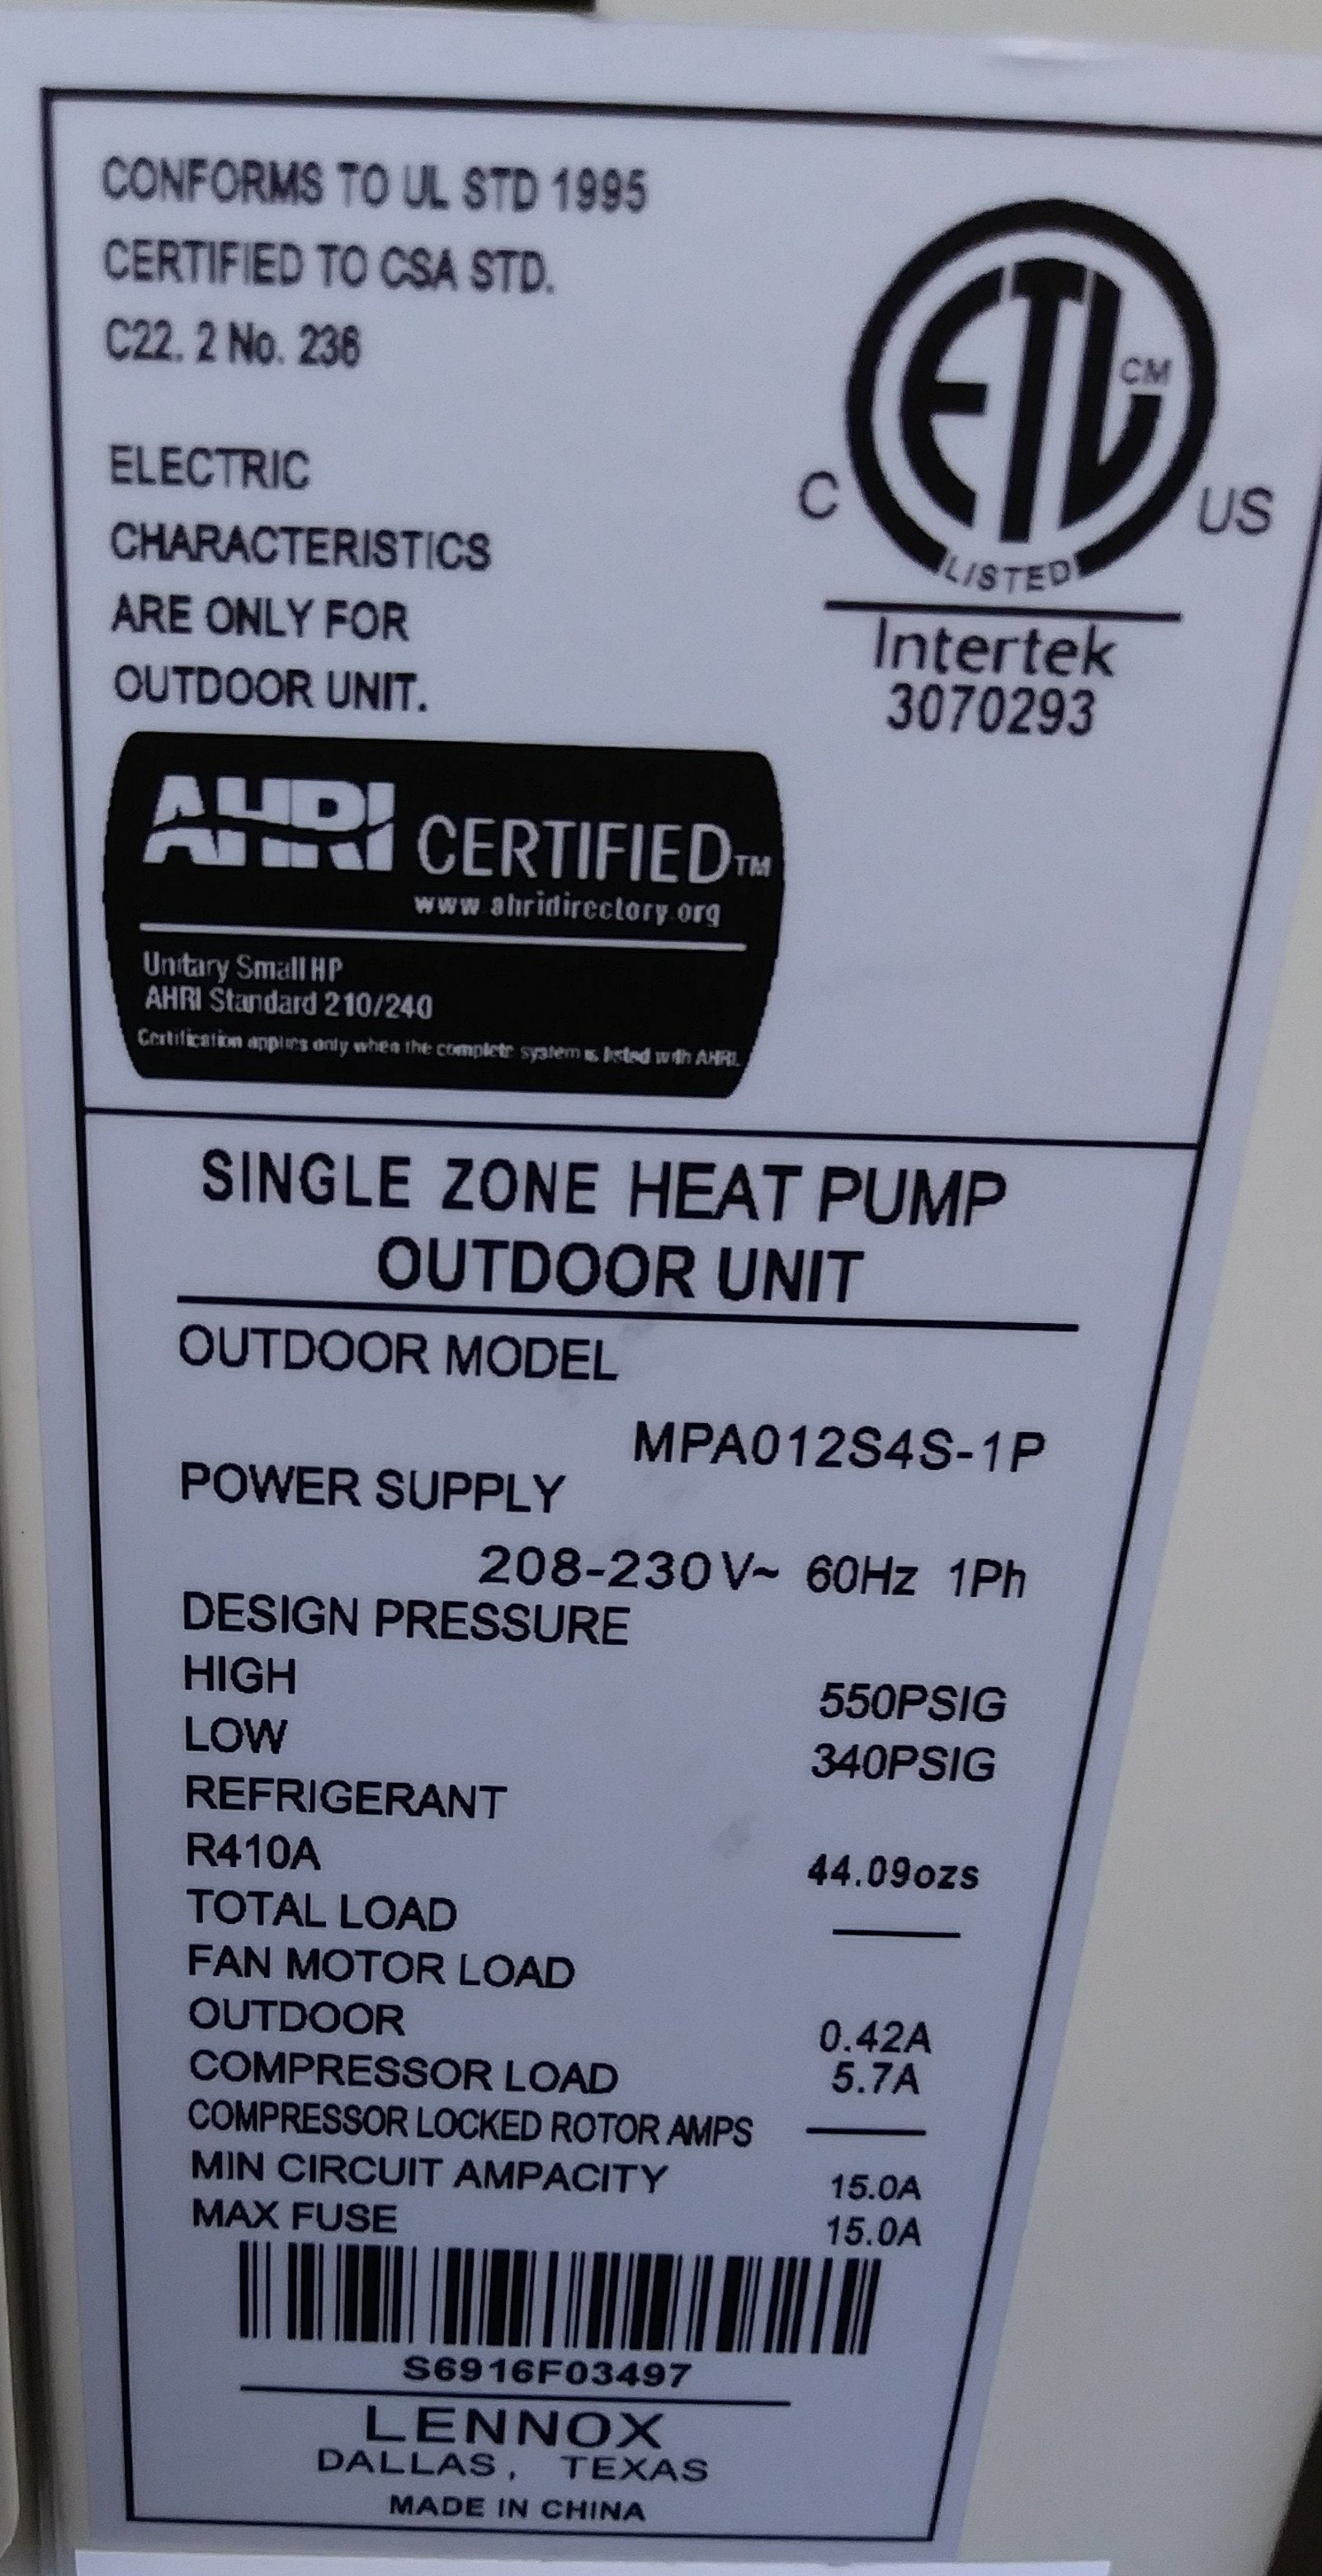 CONFORMS TO UL STD 1995
CERTIFIED TO CSA STD.
C22. 2 No. 236
ELECTRIC
CHARACTERISTICS
ARE ONLY FOR
OUTDOOR UNIT.
ETL CM
C US
LISTED
Intertek
3070293
AHRI CERTIFIED™
www.ahridirectory.org
Unitary Small HP
AHRI Standard 210/240
Certification applies only when the complete system is listed with AHRI.
SINGLE ZONE HEAT PUMP
OUTDOOR UNIT
OUTDOOR MODEL
MPA012S4S-1P
POWER SUPPLY
208-230V~ 60Hz 1Ph
DESIGN PRESSURE
HIGH 550PSIG
LOW 340PSIG
REFRIGERANT
R410A 44.09ozs
TOTAL LOAD ——
FAN MOTOR LOAD
OUTDOOR 0.42A
COMPRESSOR LOAD 5.7A
COMPRESSOR LOCKED ROTOR AMPS ——
MIN CIRCUIT AMPACITY 15.0A
MAX FUSE 15.0A
S6916F03497
LENNOX
DALLAS, TEXAS
MADE IN CHINA